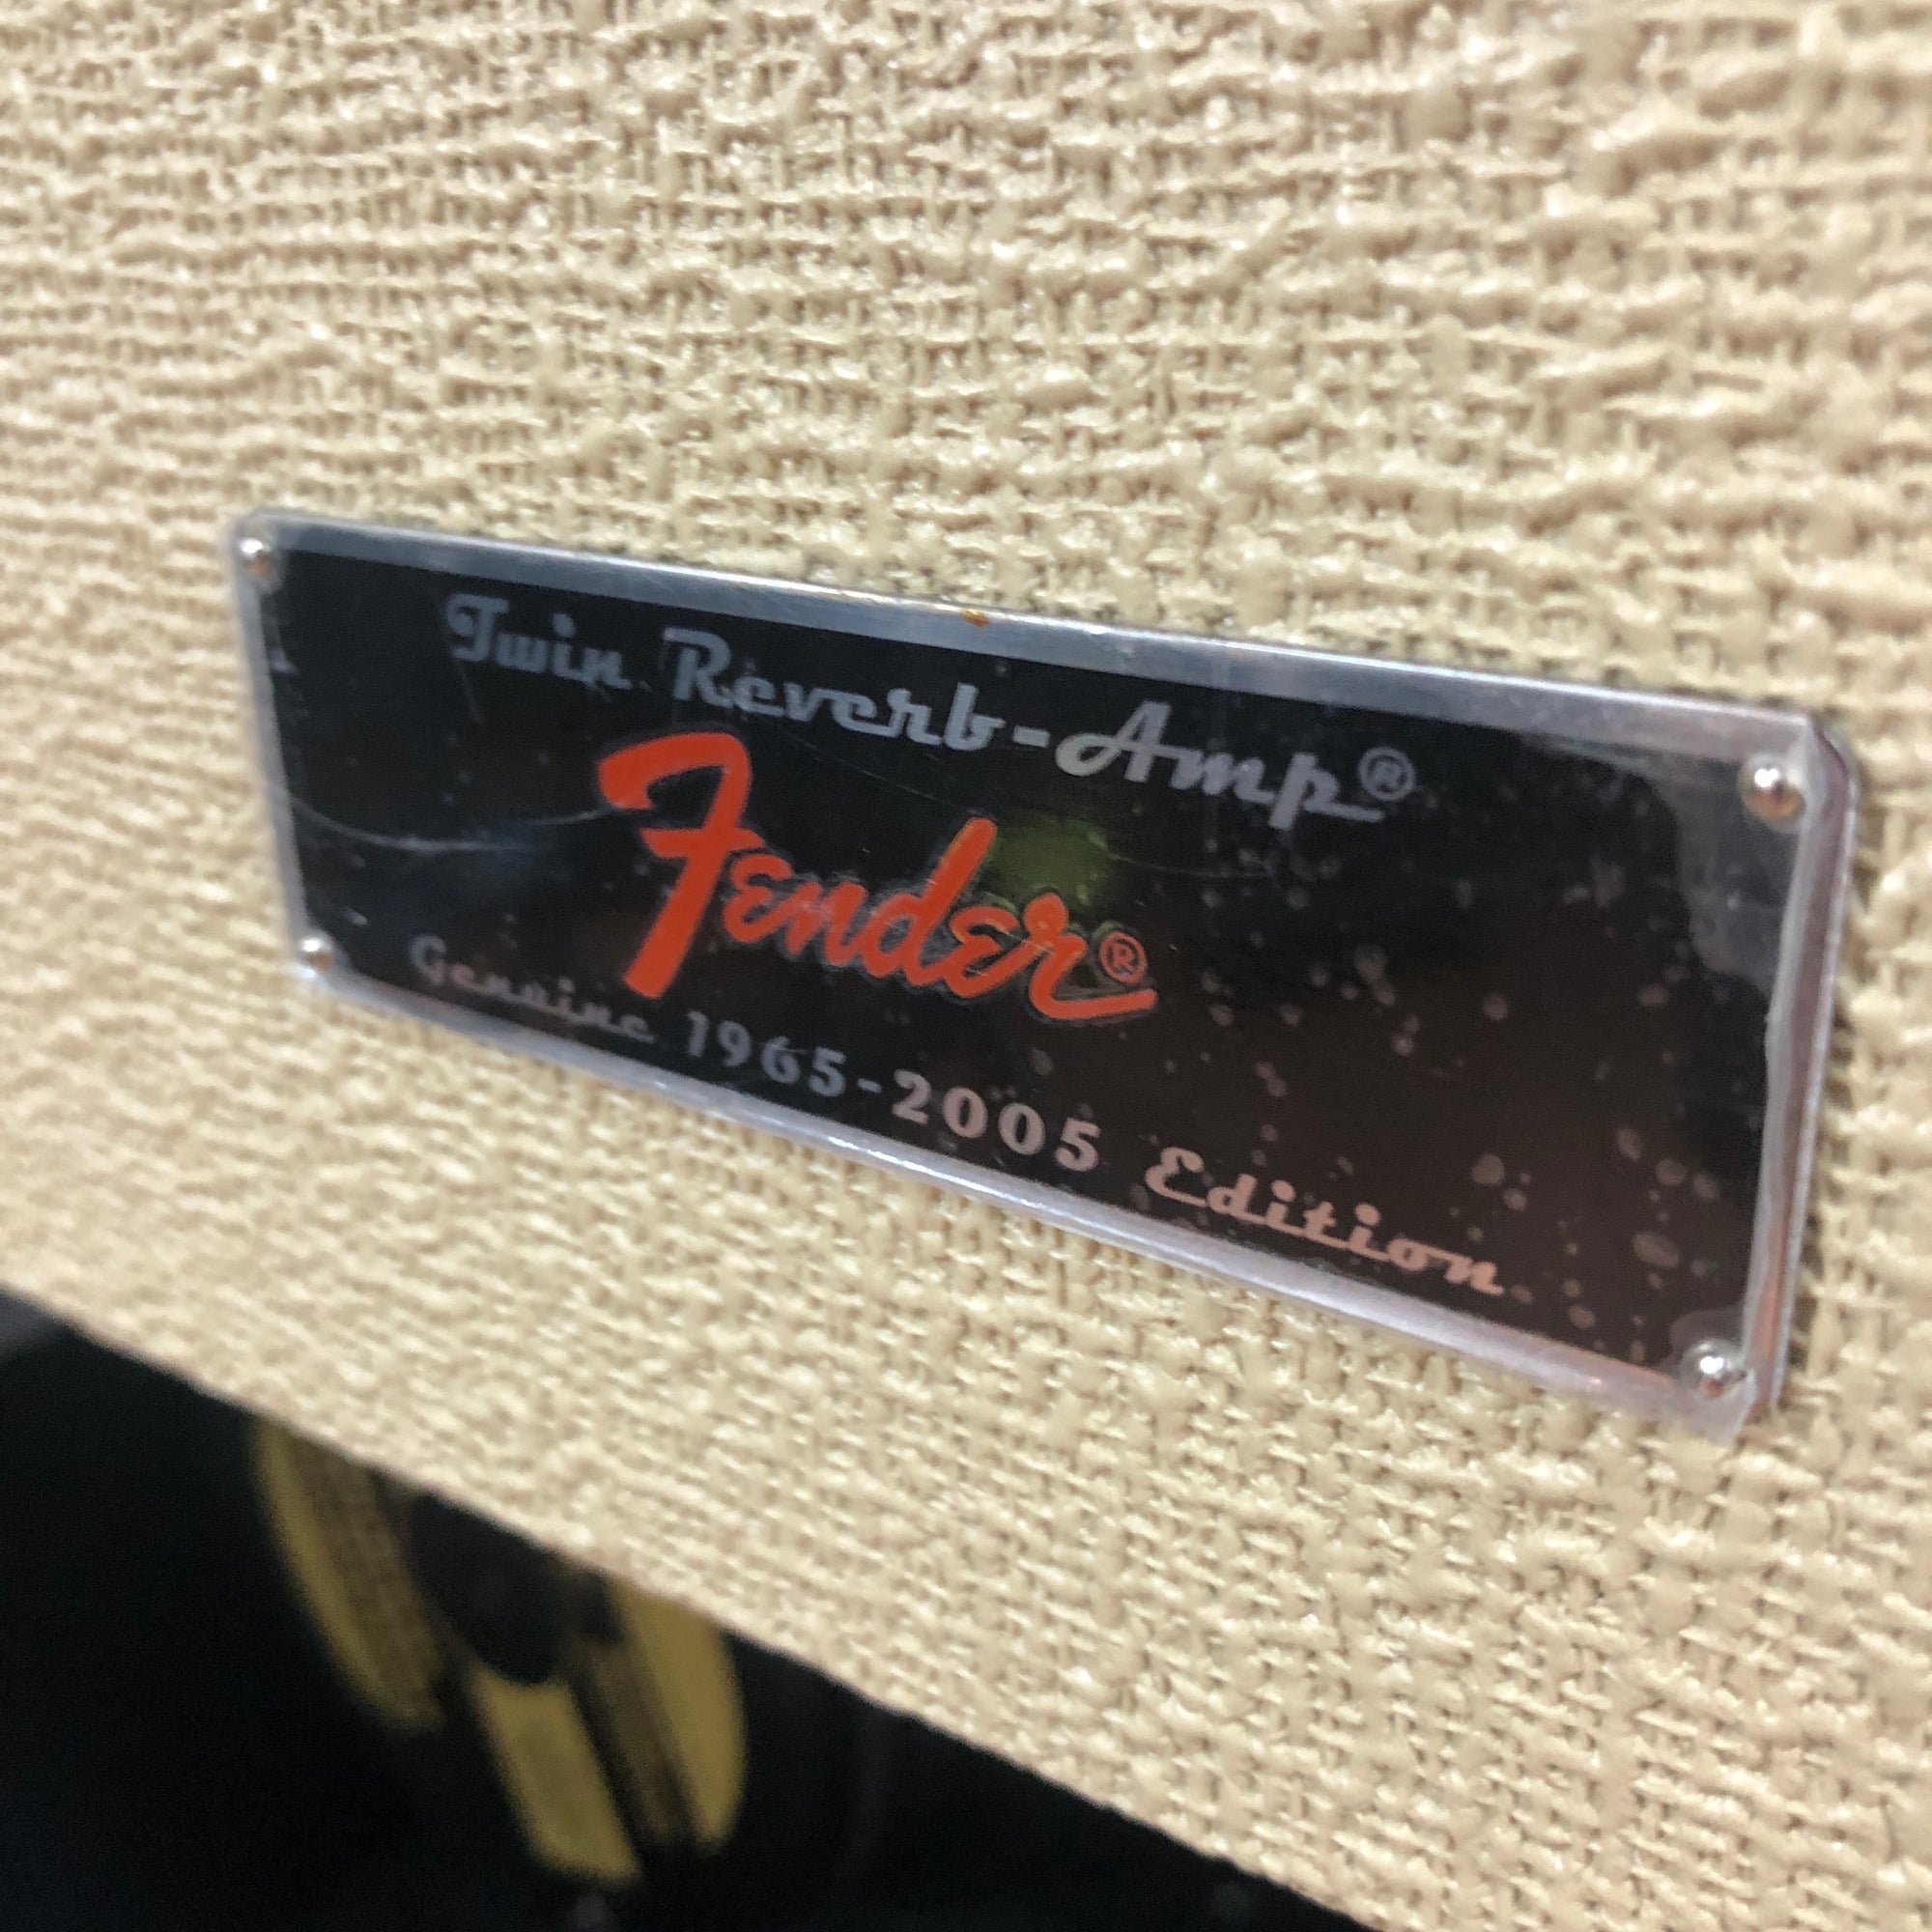 Twin Reverb-Amp®
Fender®
Genuine 1965-2005 Edition